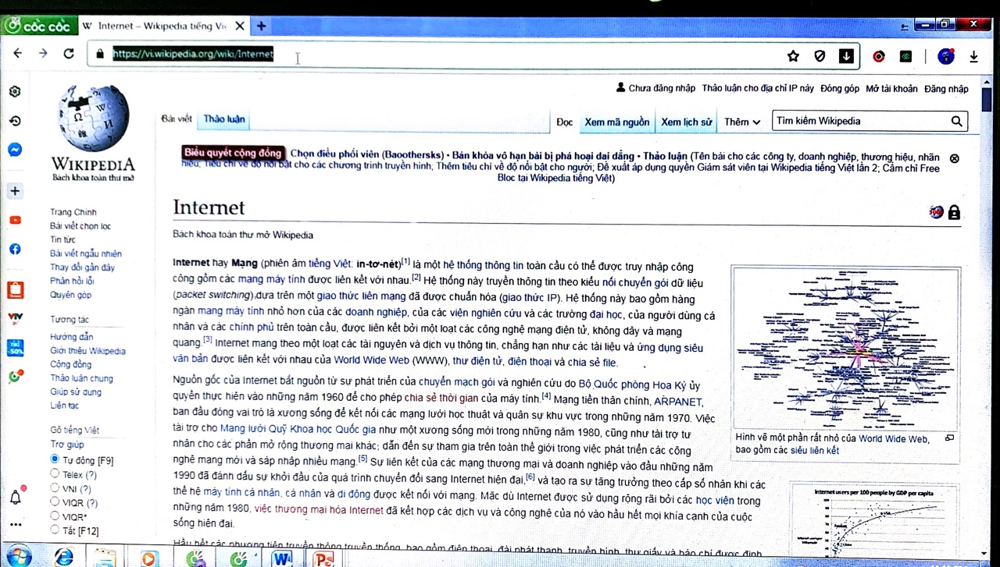 cốc cốc
W Internet – Wikipedia tiếng Vi
https://vi.wikipedia.org/wiki/Internet
Chưa đăng nhập Thảo luận cho địa chỉ IP này Đóng góp Mở tài khoản Đăng nhập
Bài viết Thảo luận Đọc Xem mã nguồn Xem lịch sử Thêm Tìm kiếm Wikipedia
WIKIPEDIA
Bách khoa toàn thư mở
Biểu quyết cộng đồng Chọn điều phối viên (Baoothersks) • Bán khóa vô hạn bài bị phá hoại dai dẳng • Thảo luận (Tên bài cho các công ty, doanh nghiệp, thương hiệu, nhãn
hiệu; Tiêu chí về độ nổi bật cho các chương trình truyền hình; Thêm tiêu chí về độ nổi bật cho người; Đề xuất áp dụng quyền Giám sát viên tại Wikipedia tiếng Việt lần 2; Cấm chỉ Free
Bloc tại Wikipedia tiếng Việt)
Trang Chính
Bài viết chọn lọc
Tin tức
Bài viết ngẫu nhiên
Thay đổi gần đây
Phản hồi lỗi
Quyên góp
Tương tác
Hướng dẫn
Giới thiệu Wikipedia
Cộng đồng
Thảo luận chung
Giúp sử dụng
Liên lạc
Gõ tiếng Việt
Trợ giúp
Tự động [F9]
Telex (?)
VNI (?)
VIQR (?)
VIQR*
Tắt [F12]
VTV
TIKI
-50%
Internet
Bách khoa toàn thư mở Wikipedia
Internet hay Mạng (phiên âm tiếng Việt: in-tơ-nét)[1] là một hệ thống thông tin toàn cầu có thể được truy nhập công
cộng gồm các mạng máy tính được liên kết với nhau.[2] Hệ thống này truyền thông tin theo kiểu nối chuyển gói dữ liệu
(packet switching) dựa trên một giao thức liên mạng đã được chuẩn hóa (giao thức IP). Hệ thống này bao gồm hàng
ngàn mạng máy tính nhỏ hơn của các doanh nghiệp, của các viện nghiên cứu và các trường đại học, của người dùng cá
nhân và các chính phủ trên toàn cầu, được liên kết bởi một loạt các công nghệ mạng điện tử, không dây và mạng
quang.[3] Internet mang theo một loạt các tài nguyên và dịch vụ thông tin, chẳng hạn như các tài liệu và ứng dụng siêu
văn bản được liên kết với nhau của World Wide Web (WWW), thư điện tử, điện thoại và chia sẻ file.
Nguồn gốc của Internet bắt nguồn từ sự phát triển của chuyển mạch gói và nghiên cứu do Bộ Quốc phòng Hoa Kỳ ủy
quyền thực hiện vào những năm 1960 để cho phép chia sẻ thời gian của máy tính.[4] Mạng tiền thân chính, ARPANET,
ban đầu đóng vai trò là xương sống để kết nối các mạng lưới học thuật và quân sự khu vực trong những năm 1970. Việc
tài trợ cho Mạng lưới Quỹ Khoa học Quốc gia như một xương sống mới trong những năm 1980, cũng như tài trợ tư
nhân cho các phần mở rộng thương mại khác; dẫn đến sự tham gia trên toàn thế giới trong việc phát triển các công
nghệ mạng mới và sáp nhập nhiều mạng.[5] Sự liên kết của các mạng thương mại và doanh nghiệp vào đầu những năm
1990 đã đánh dấu sự khởi đầu của quá trình chuyển đổi sang Internet hiện đại,[6] và tạo ra sự tăng trưởng theo cấp số nhân khi các
thế hệ máy tính cá nhân, cá nhân và di động được kết nối với mạng. Mặc dù Internet được sử dụng rộng rãi bởi các học viện trong
những năm 1980, việc thương mại hóa Internet đã kết hợp các dịch vụ và công nghệ của nó vào hầu hết mọi khía cạnh của cuộc
sống hiện đại.
Hầu hết các phương tiện truyền thông truyền thống, bao gồm điện thoại, đài phát thanh, truyền hình, thư giấy và báo chí được định
Hình vẽ một phần rất nhỏ của World Wide Web,
bao gồm các siêu liên kết
Internet users per 100 people by GDP per capita